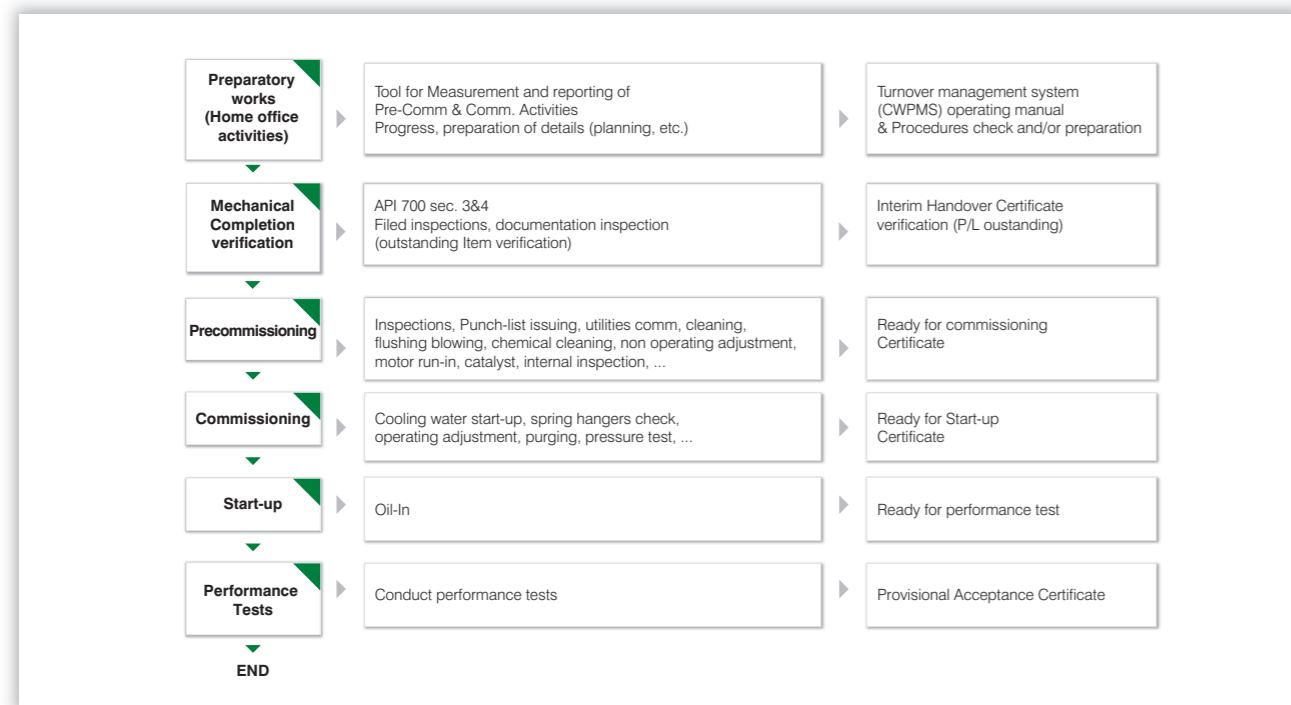 Preparatory
works
(Home office
activities)
Tool for Measurement and reporting of
Pre-Comm & Comm. Activities
Progress, preparation of details (planning, etc.)
Turnover management system
(CWPMS) operating manual
& Procedures check and/or preparation
Mechanical
Completion
verification
API 700 sec. 3&4
Filed inspections, documentation inspection
(outstanding Item verification)
Interim Handover Certificate
verification (P/L oustanding)
Precommissioning
Inspections, Punch-list issuing, utilities comm, cleaning,
flushing blowing, chemical cleaning, non operating adjustment,
motor run-in, catalyst, internal inspection, ...
Ready for commissioning
Certificate
Commissioning
Cooling water start-up, spring hangers check,
operating adjustment, purging, pressure test, ...
Ready for Start-up
Certificate
Start-up
Oil-In
Ready for performance test
Performance
Tests
Conduct performance tests
Provisional Acceptance Certificate
END